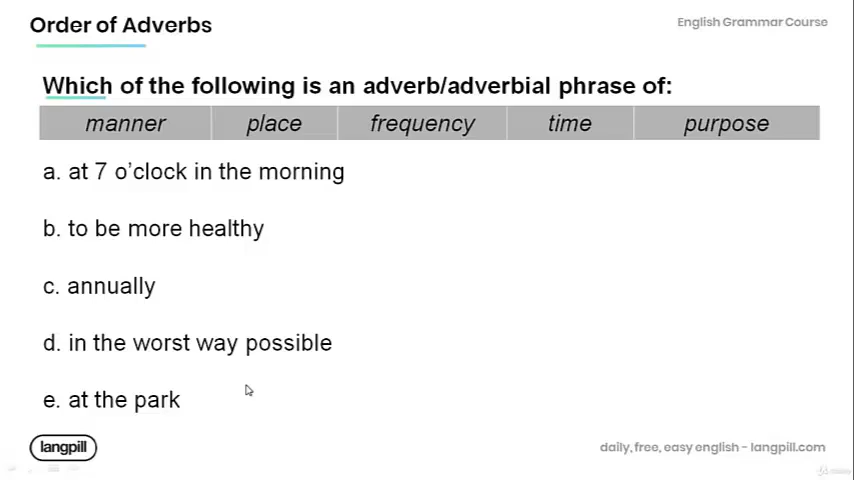 Order of Adverbs
English Grammar Course
Which of the following is an adverb/adverbial phrase of:
manner place frequency time purpose
a. at 7 o'clock in the morning
b. to be more healthy
c. annually
d. in the worst way possible
e. at the park
langpill
daily, free, easy english - langpill.com